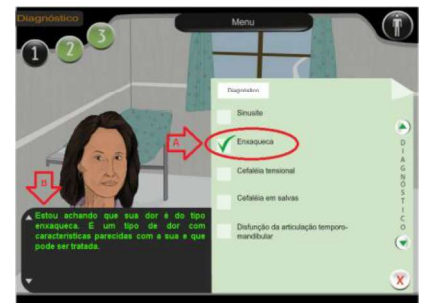 Diagnóstico
Menu
1
2
3
Diagnóstico
Sinusite
A
Enxaqueca
Cefaléia tensional
Cefaléia em salvas
Disfunção da articulação temporo-
mandibular
DIAGNÓSTICO
X
B
Estou achando que sua dor é do tipo
enxaqueca. É um tipo de dor com
características parecidas com a sua e que
pode ser tratada.